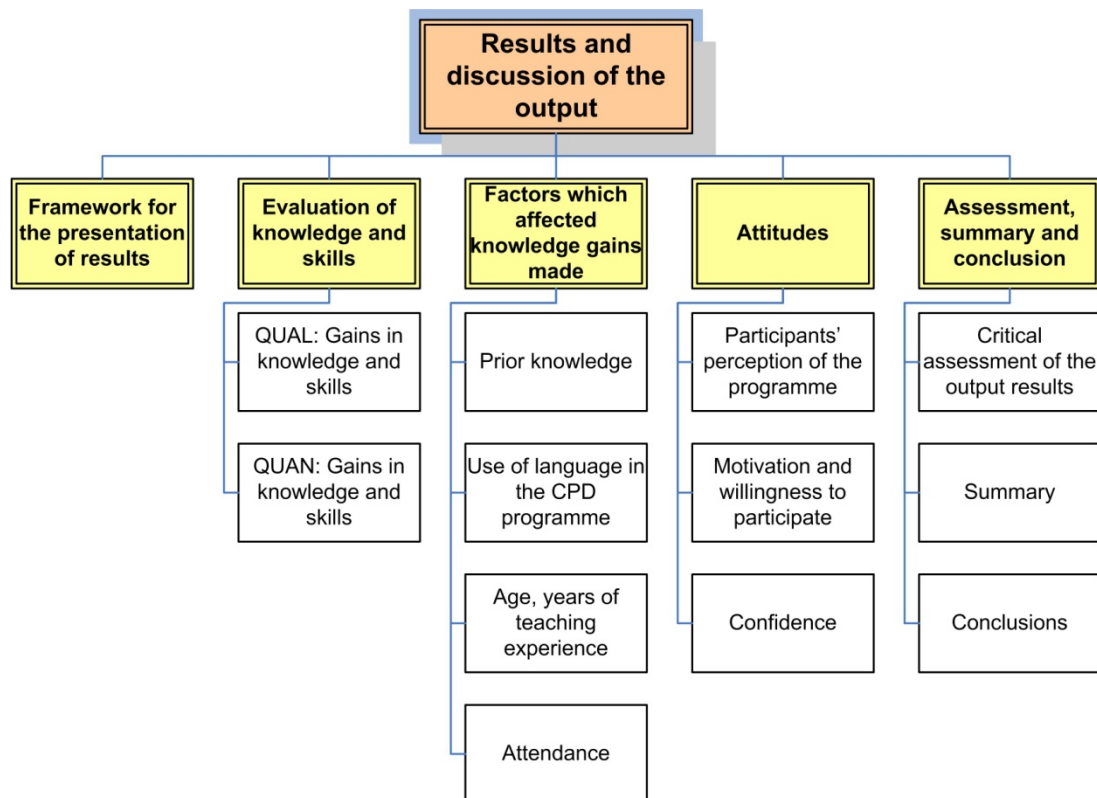 Results and
discussion of the
output
Framework for
the presentation
of results
Evaluation of
knowledge and
skills
Factors which
affected
knowledge gains
made
Attitudes
Assessment,
summary and
conclusion
QUAL: Gains in
knowledge and
skills
QUAN: Gains in
knowledge and
skills
Prior knowledge
Use of language in
the CPD
programme
Age, years of
teaching
experience
Attendance
Participants’
perception of the
programme
Motivation and
willingness to
participate
Confidence
Critical
assessment of the
output results
Summary
Conclusions